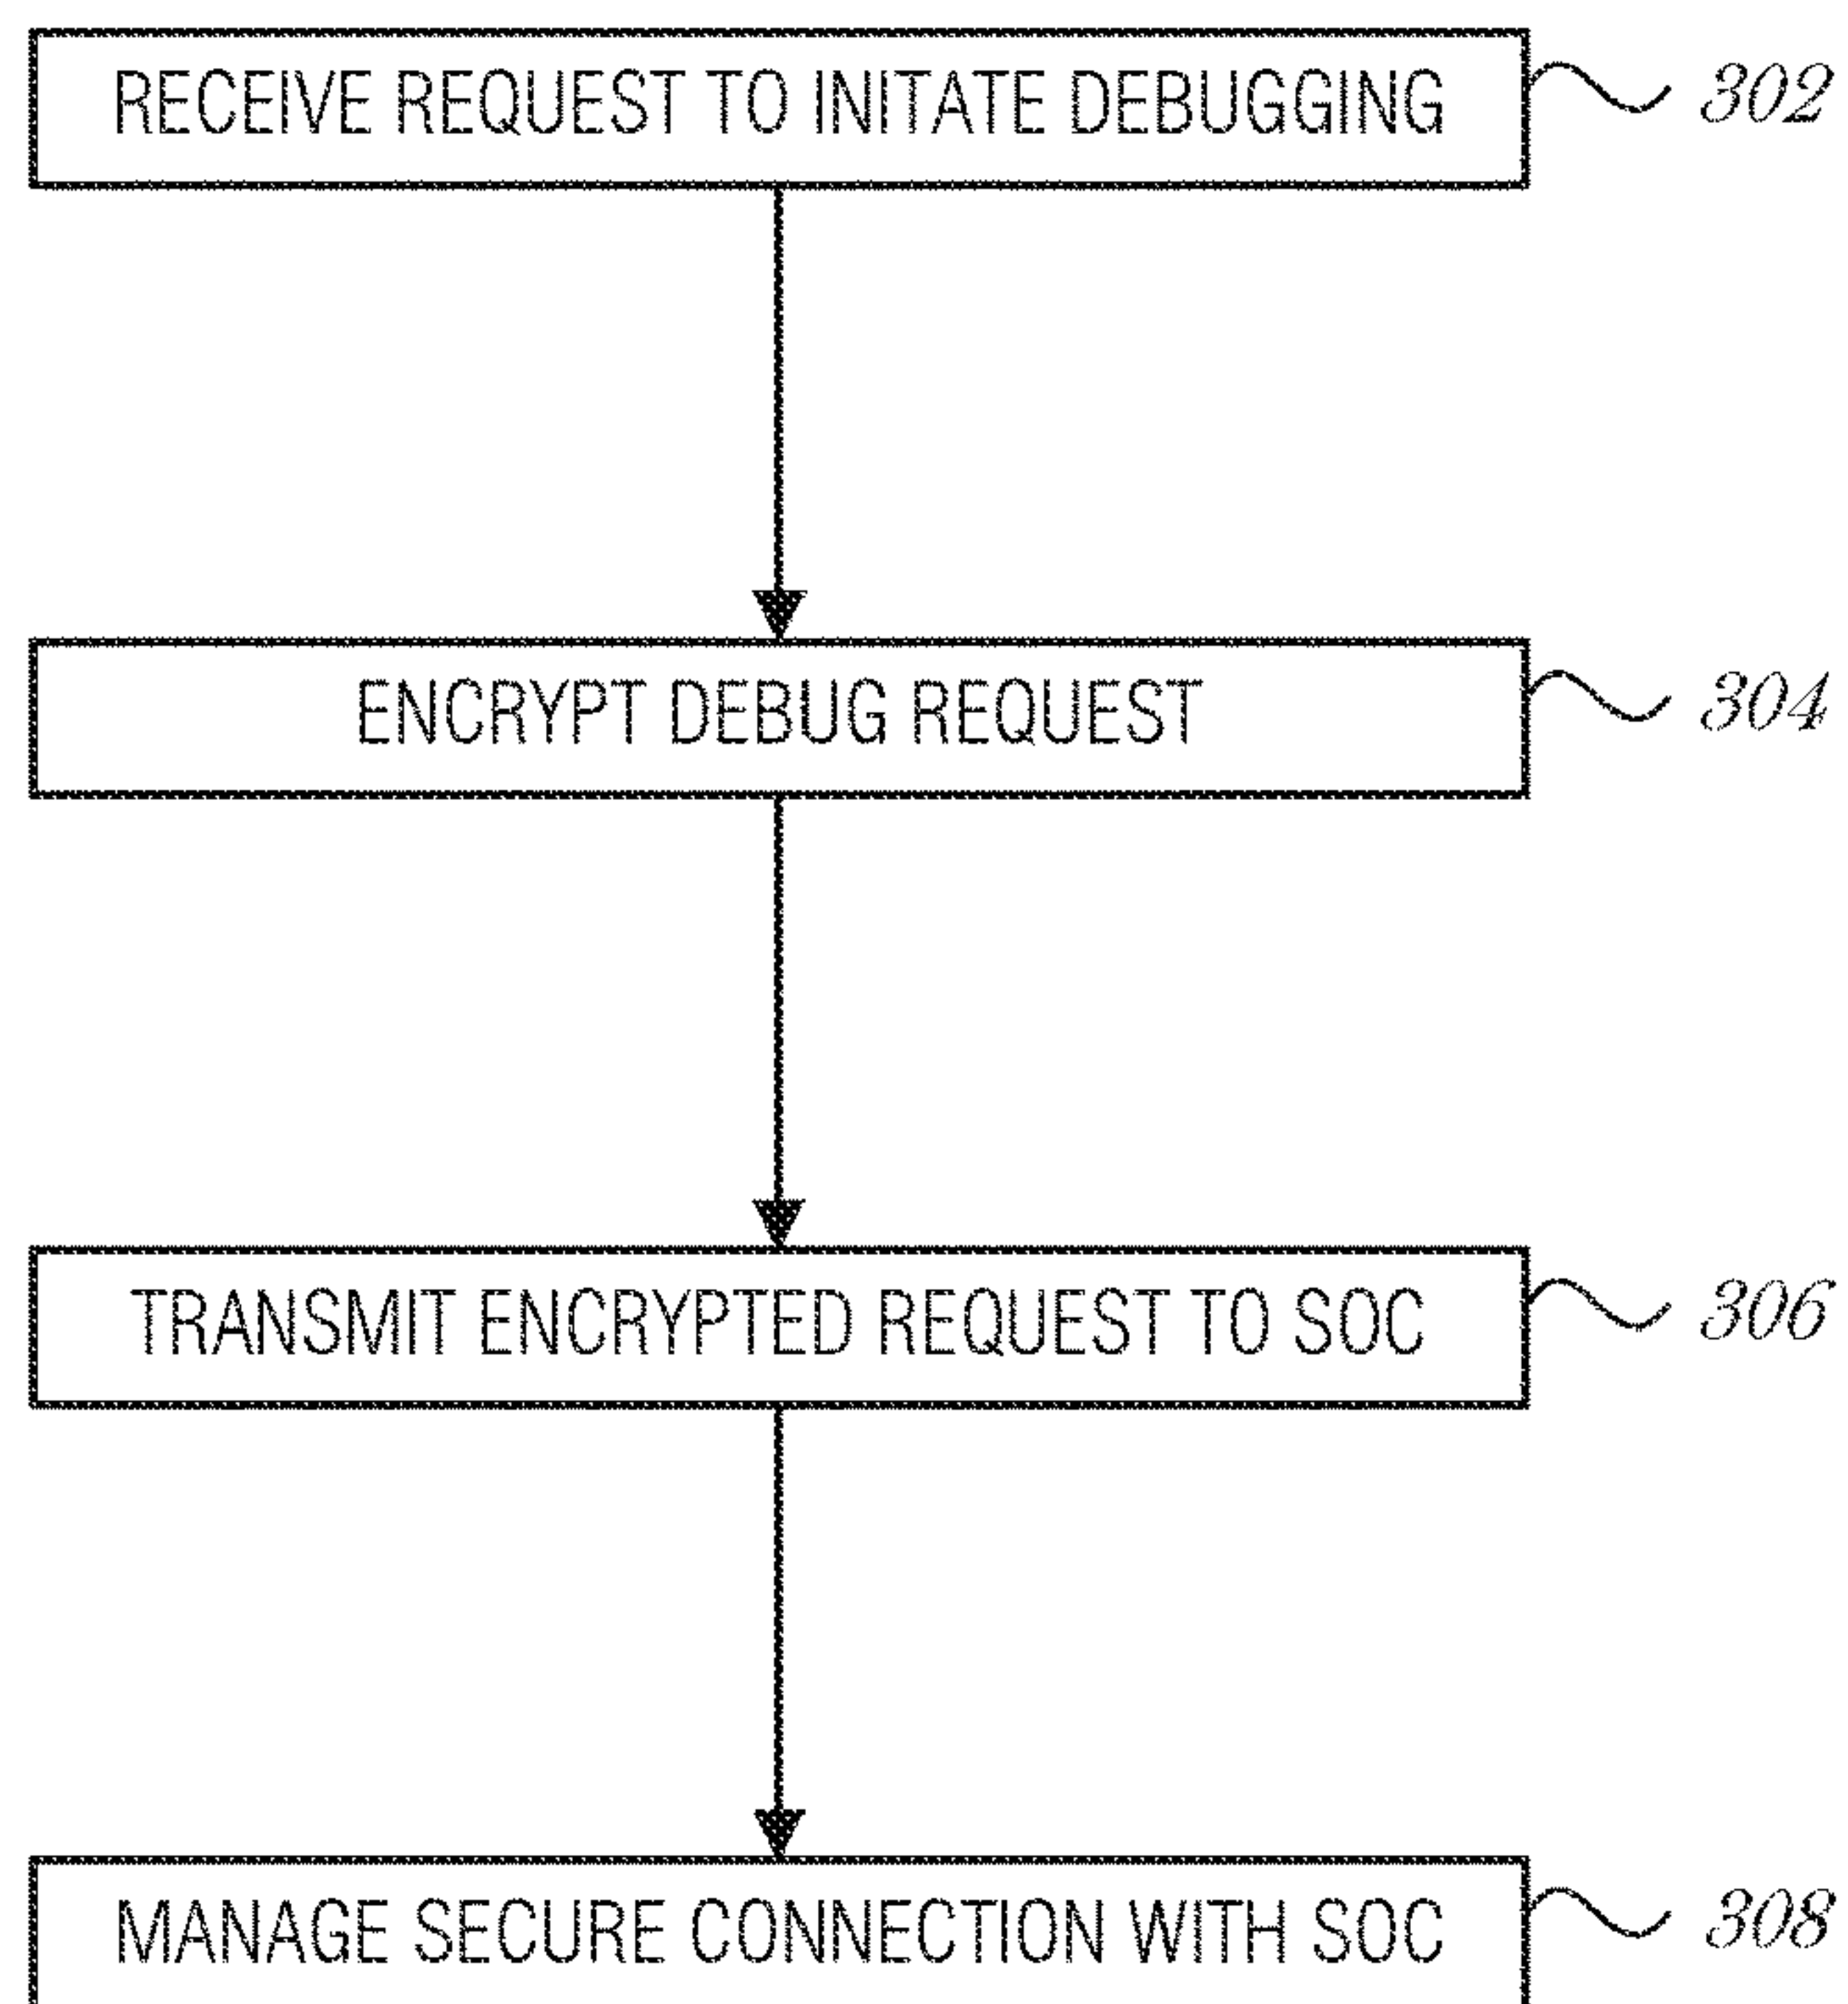 RECEIVE REQUEST TO INITATE DEBUGGING 302
ENCRYPT DEBUG REQUEST 304
TRANSMIT ENCRYPTED REQUEST TO SOC 306
MANAGE SECURE CONNECTION WITH SOC 308